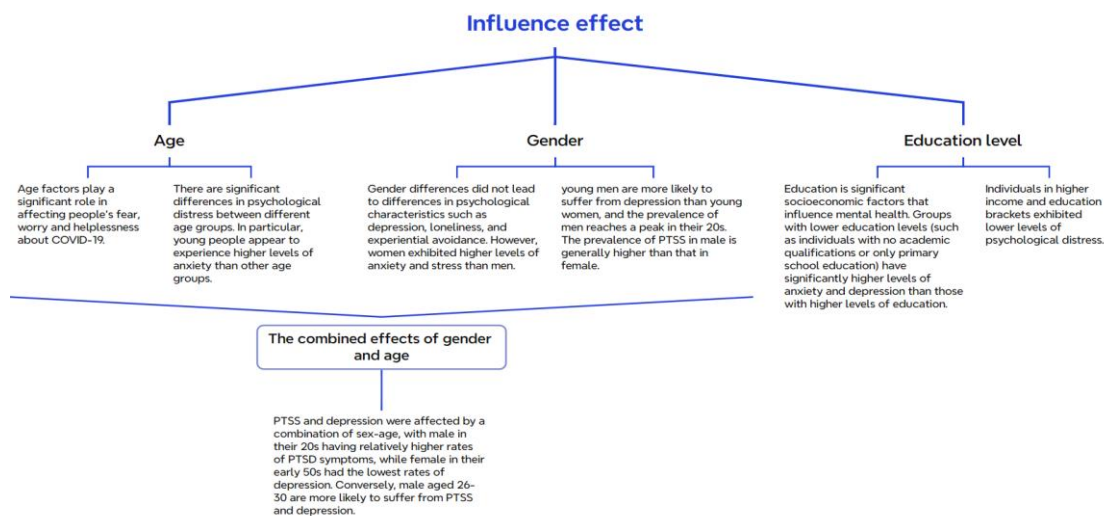 Influence effect
Age
Gender
Education level
Age factors play a
significant role in
affecting people's fear,
worry and helplessness
about COVID-19.
There are significant
differences in psychological
distress between different
age groups. In particular,
young people appear to
experience higher levels of
anxiety than other age
groups.
Gender differences did not lead
to differences in psychological
characteristics such as
depression, loneliness, and
experiential avoidance. However,
women exhibited higher levels of
anxiety and stress than men.
young men are more likely to
suffer from depression than young
women, and the prevalence of
men reaches a peak in their 20s.
The prevalence of PTSS in male is
generally higher than that in
female.
Education is significant
socioeconomic factors that
influence mental health. Groups
with lower education levels (such
as individuals with no academic
qualifications or only primary
school education) have
significantly higher levels of
anxiety and depression than those
with higher levels of education.
Individuals in higher
income and education
brackets exhibited
lower levels of
psychological distress.
The combined effects of gender
and age
PTSS and depression were affected by a
combination of sex-age, with male in
their 20s having relatively higher rates
of PTSD symptoms, while female in their
early 50s had the lowest rates of
depression. Conversely, male aged 26-
30 are more likely to suffer from PTSS
and depression.